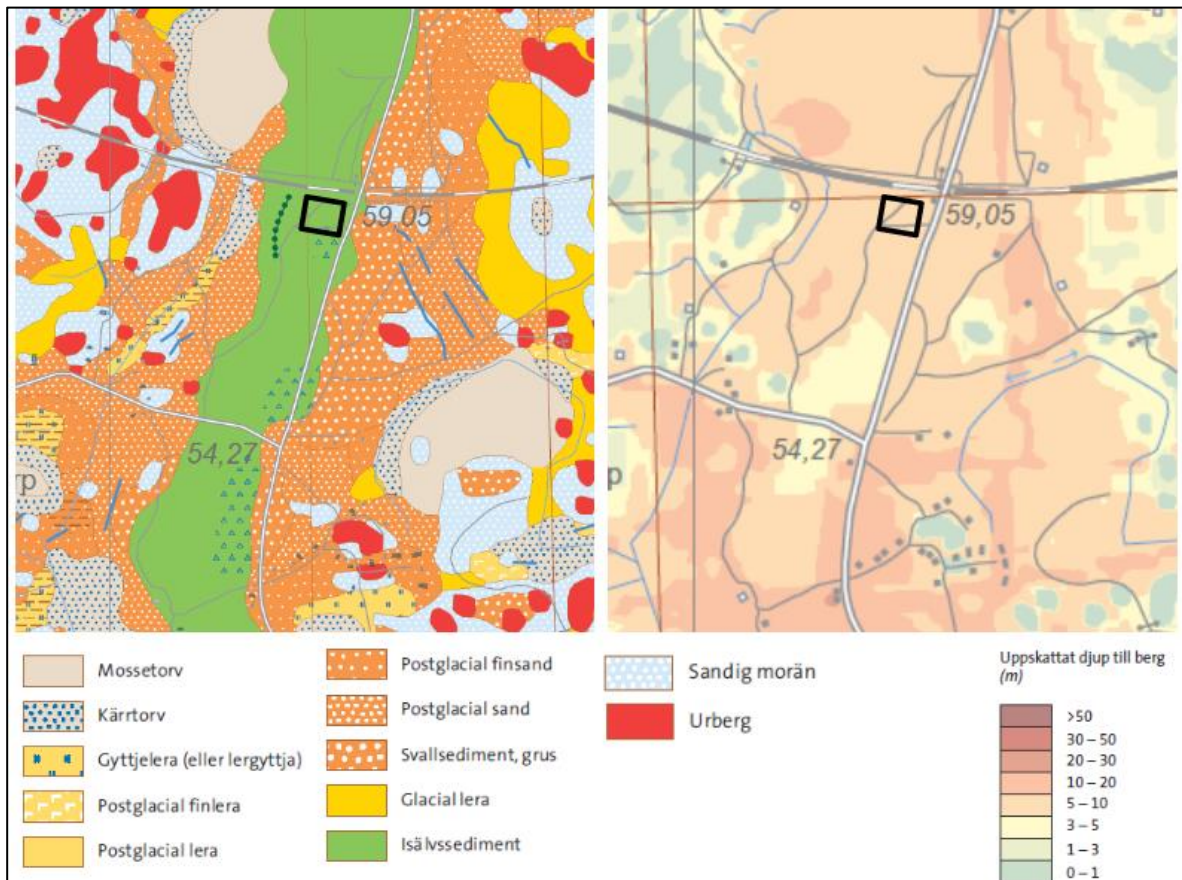 59,05
54,27
rp
59,05
54,27
p
Mossetorv
Kärrtorv
Gyttjelera (eller lergyttja)
Postglacial finlera
Postglacial lera
Postglacial finsand
Postglacial sand
Svallsediment, grus
Glacial lera
Isälvssediment
Sandig morän
Urberg
Uppskattat djup till berg
(m)
>50
30 – 50
20 – 30
10 – 20
5 – 10
3 – 5
1 – 3
0 – 1